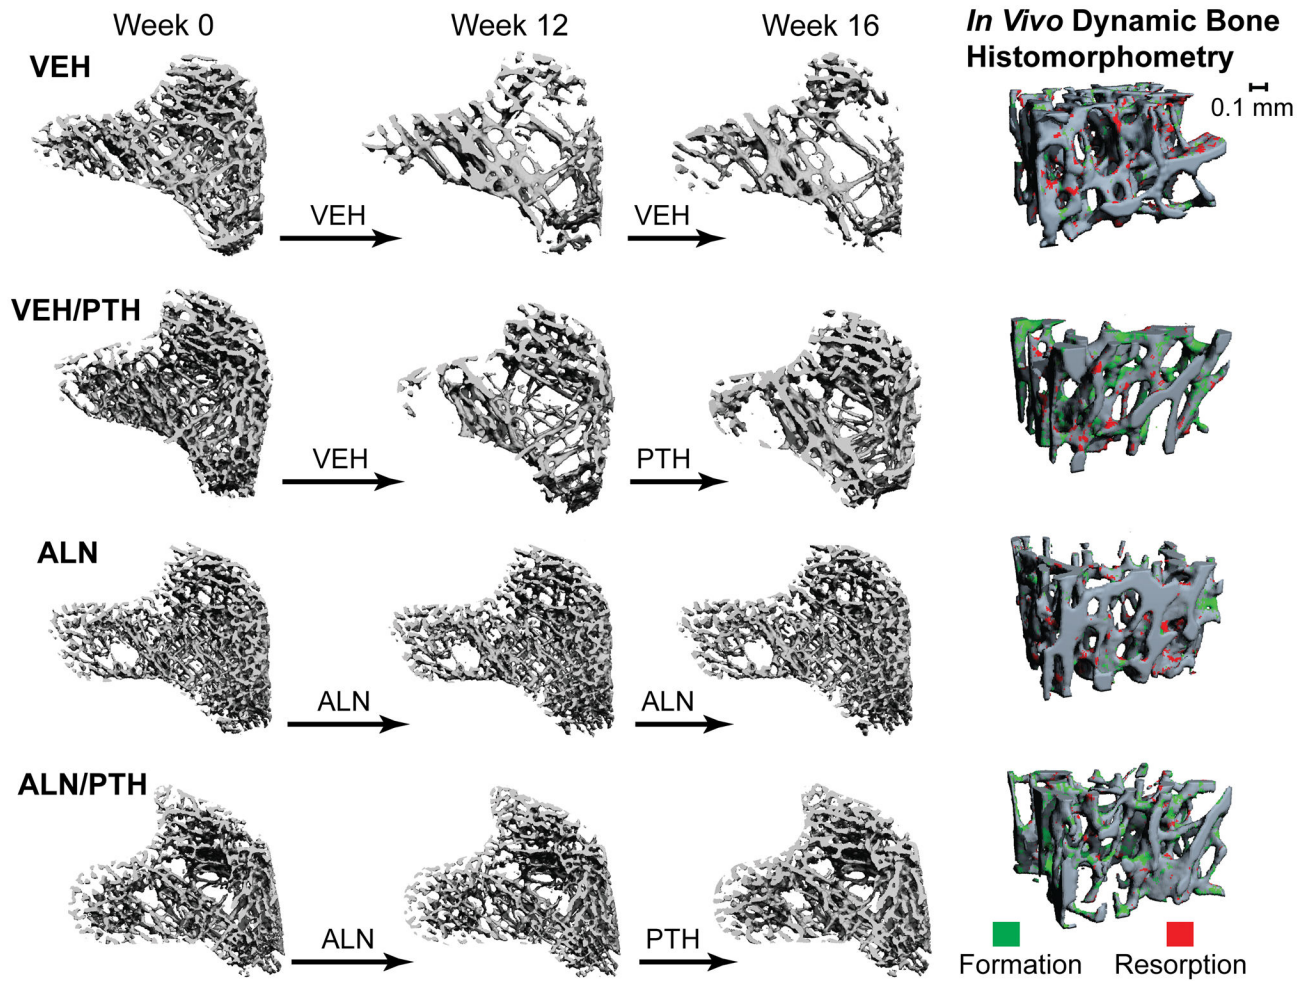 Week 0
Week 12
Week 16
In Vivo Dynamic Bone
Histomorphometry
VEH
0.1 mm
VEH
VEH
VEH/PTH
VEH
PTH
ALN
ALN
ALN
ALN/PTH
ALN
PTH
Formation
Resorption